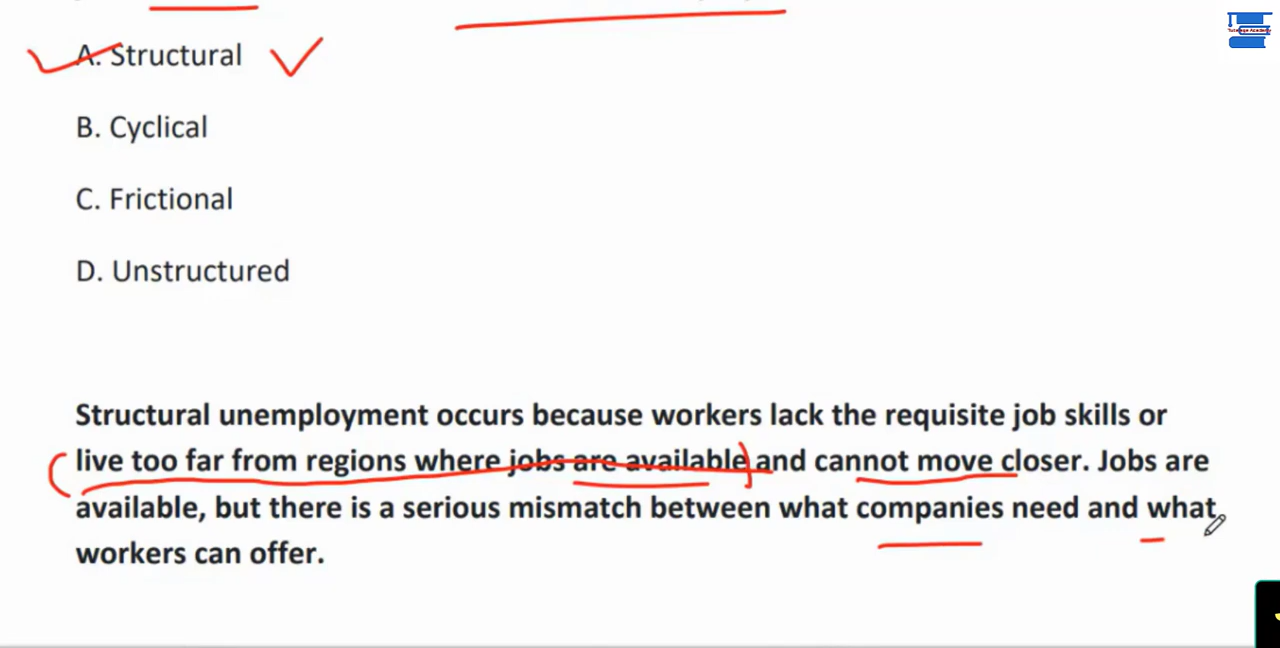 Tutelage Academy
A. Structural
B. Cyclical
C. Frictional
D. Unstructured
Structural unemployment occurs because workers lack the requisite job skills or
live too far from regions where jobs are available and cannot move closer. Jobs are
available, but there is a serious mismatch between what companies need and what
workers can offer.